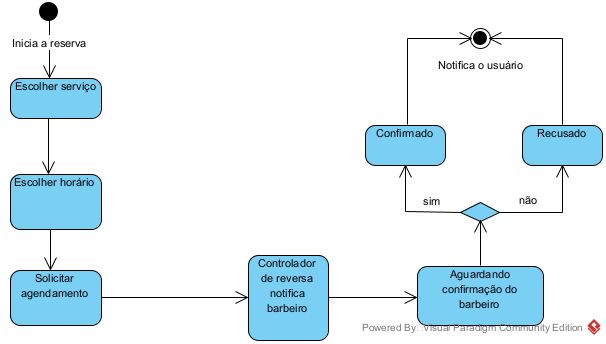 Inicia a reserva
Escolher serviço
Escolher horário
Solicitar
agendamento
Controlador
de reversa
notifica
barbeiro
Aguardando
confirmação do
barbeiro
sim
não
Confirmado
Recusado
Notifica o usuário
Powered By Visual Paradigm Community Edition